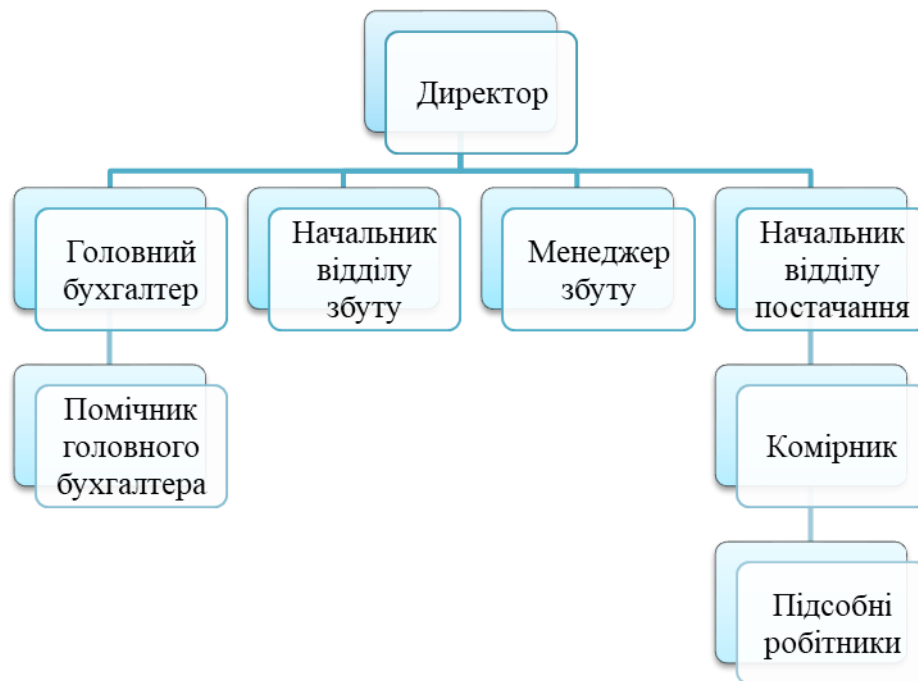 Директор
Головний
бухгалтер
Начальник
відділу
збуту
Менеджер
збуту
Начальник
відділу
постачання
Помічник
головного
бухгалтера
Комірник
Підсобні
робітники